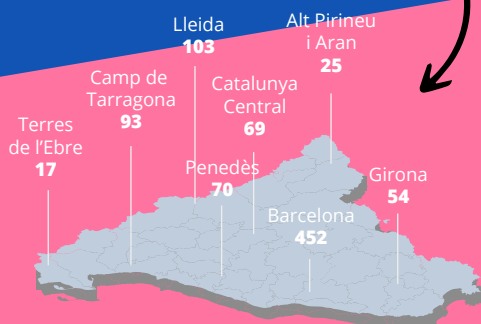 Lleida
103
Alt Pirineu
i Aran
25
Camp de
Tarragona
93
Catalunya
Central
69
Terres
de l'Ebre
17
Penedès
70
Girona
54
Barcelona
452